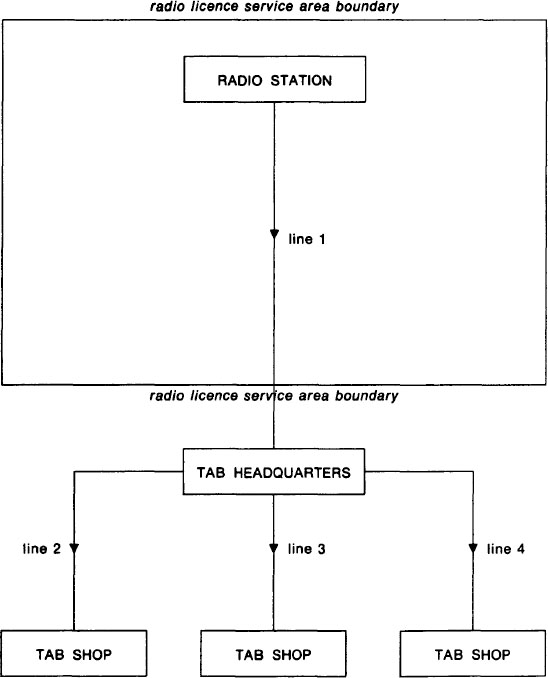 radio licence service area boundary
RADIO STATION
line 1
radio licence service area boundary
TAB HEADQUARTERS
line 2
line 3
line 4
TAB SHOP
TAB SHOP
TAB SHOP